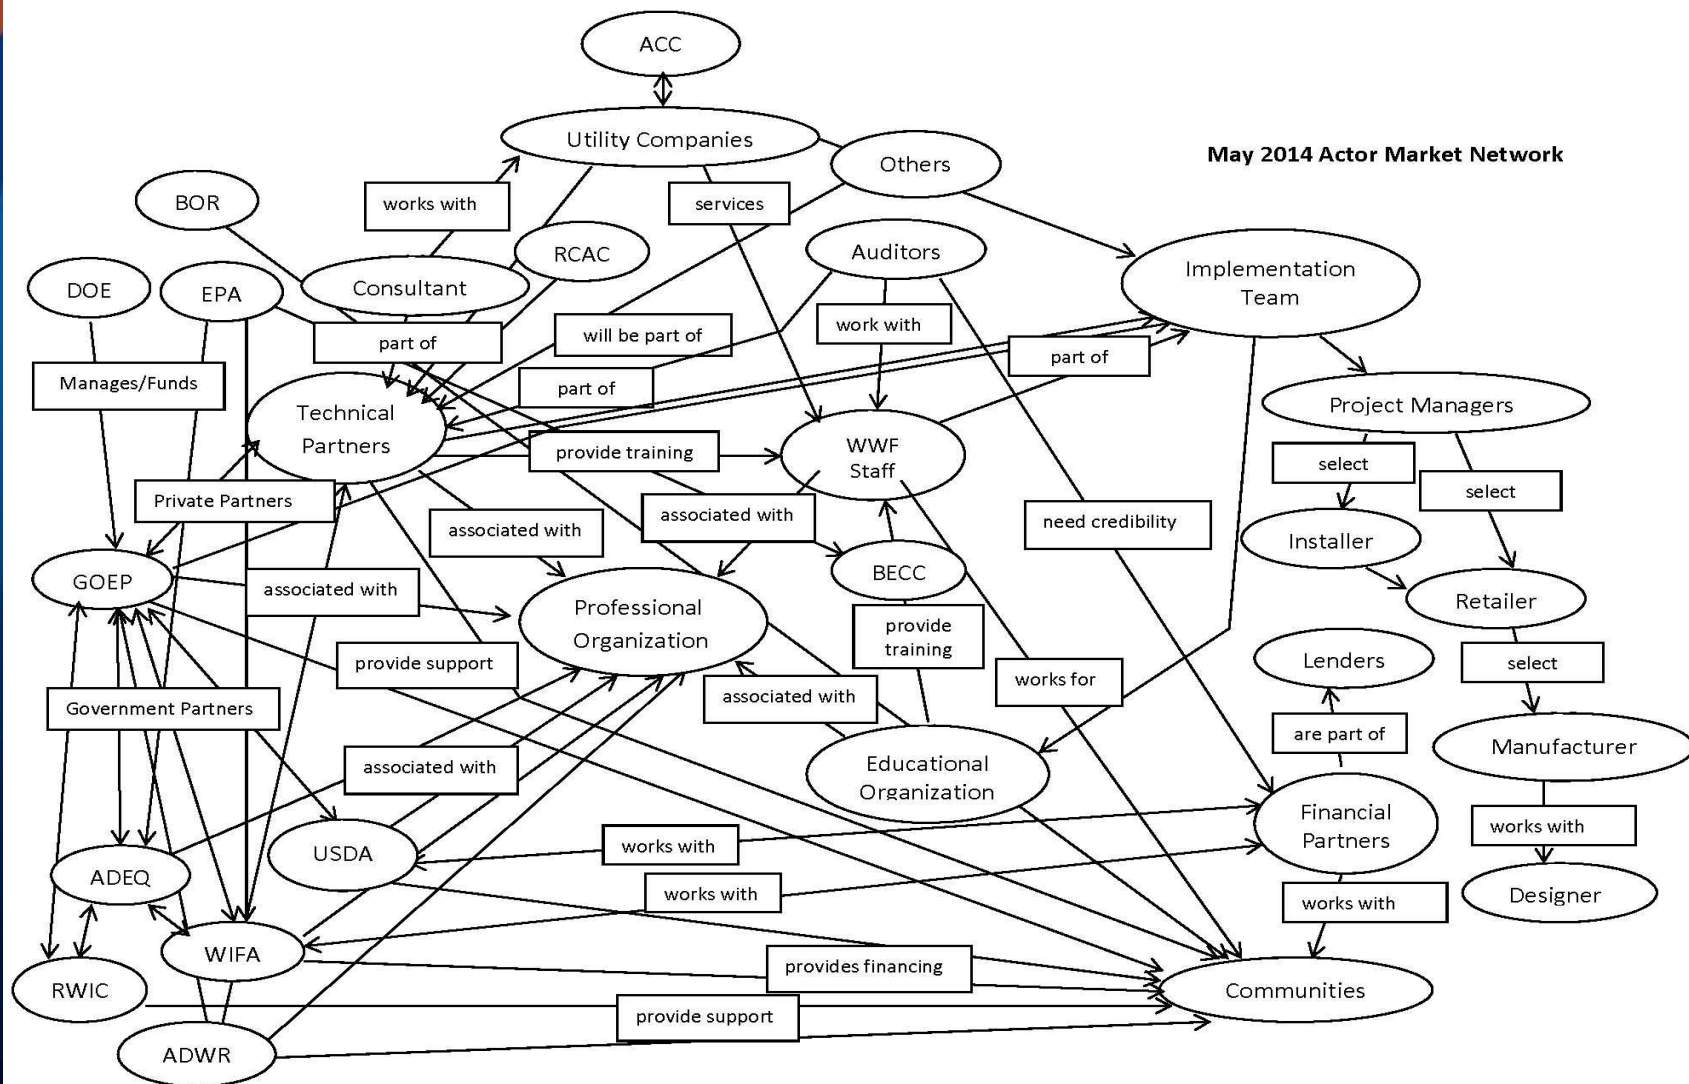 ACC
Utility Companies
Others
May 2014 Actor Market Network
BOR
works with
services
RCAC
Auditors
Consultant
Implementation
Team
DOE
EPA
part of
will be part of
work with
part of
Manages/Funds
part of
Technical
Partners
Project Managers
WWF
Staff
provide training
select
select
Private Partners
associated with
associated with
need credibility
Installer
GOEP
associated with
BECC
Retailer
Professional
Organization
provide
training
provide support
Lenders
select
works for
associated with
Government Partners
are part of
Manufacturer
associated with
Educational
Organization
Financial
Partners
works with
works with
USDA
ADEQ
works with
works with
Designer
WIFA
provides financing
RWIC
Communities
provide support
ADWR